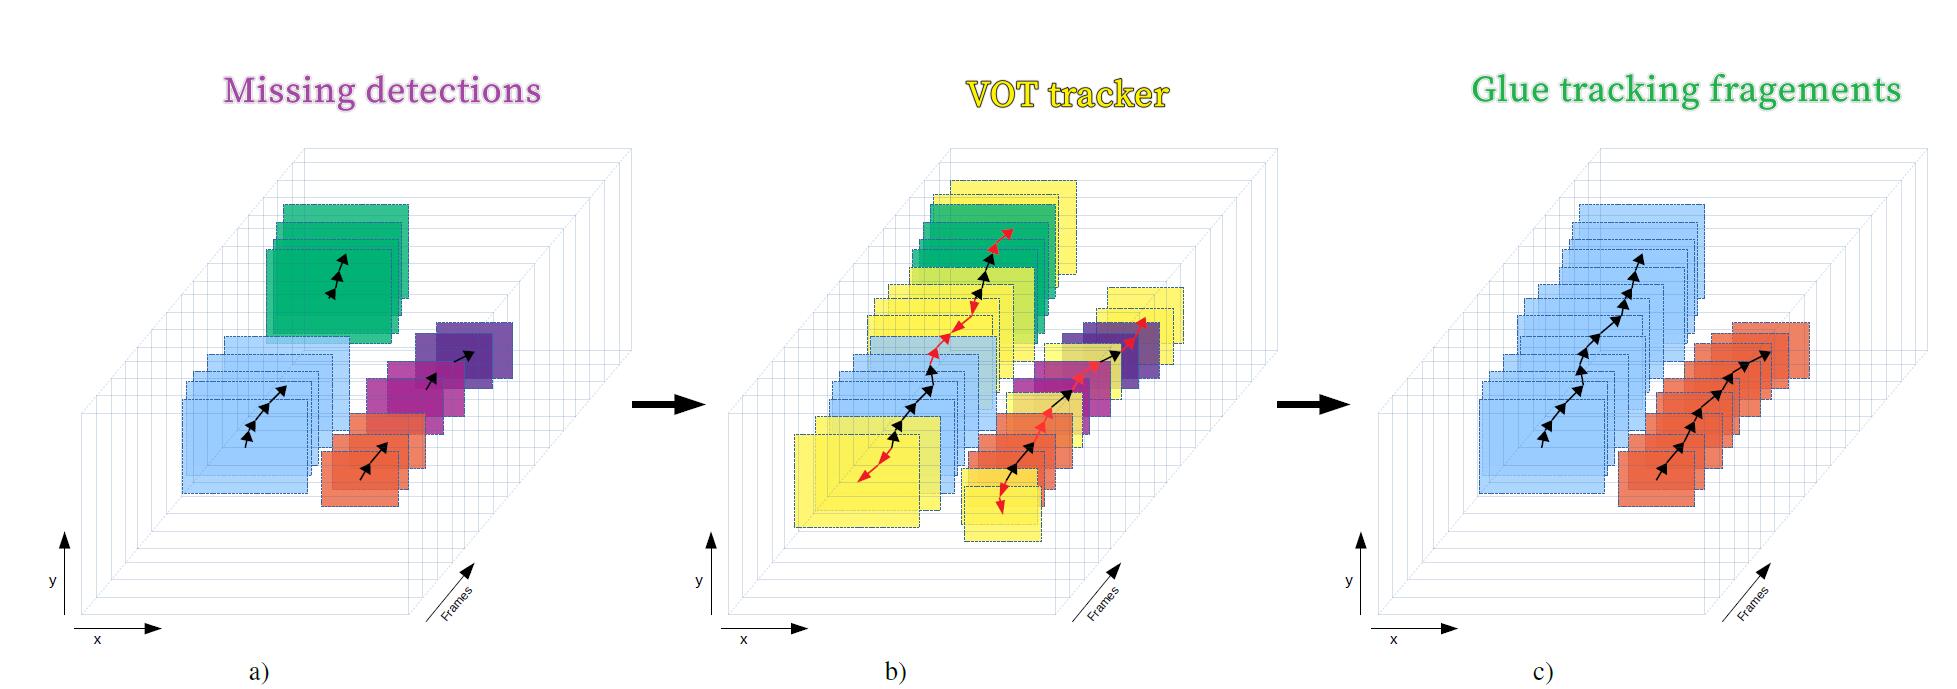 Missing detections
VOT tracker
Glue tracking fragements
y
x
Frames
y
x
Frames
y
x
Frames
a)
b)
c)